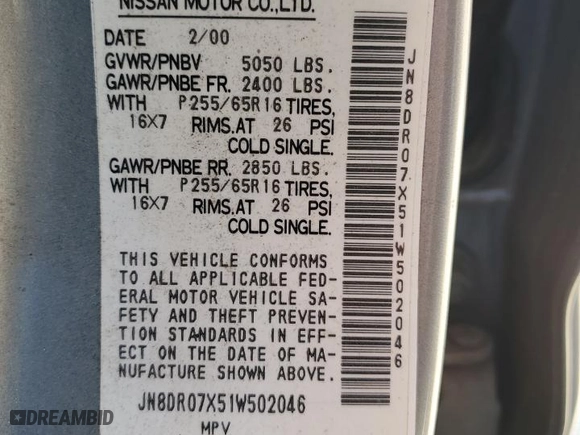 NISSAN MOTOR CO.,LTD.
DATE 2/00
GVWR/PNBV 5050 LBS.
GAWR/PNBE FR. 2400 LBS.
WITH P255/65R16 TIRES,
16X7 RIMS.AT 26 PSI
COLD SINGLE.
GAWR/PNBE RR. 2850 LBS.
WITH P255/65R16 TIRES,
16X7 RIMS.AT 26 PSI
COLD SINGLE.
THIS VEHICLE CONFORMS
TO ALL APPLICABLE FED-
ERAL MOTOR VEHICLE SA-
FETY AND THEFT PREVEN-
TION STANDARDS IN EFF-
ECT ON THE DATE OF MA-
NUFACTURE SHOWN ABOVE.
JN8DR07X51W502046
MPV
JN8DR07X51W502046
DREAMBID